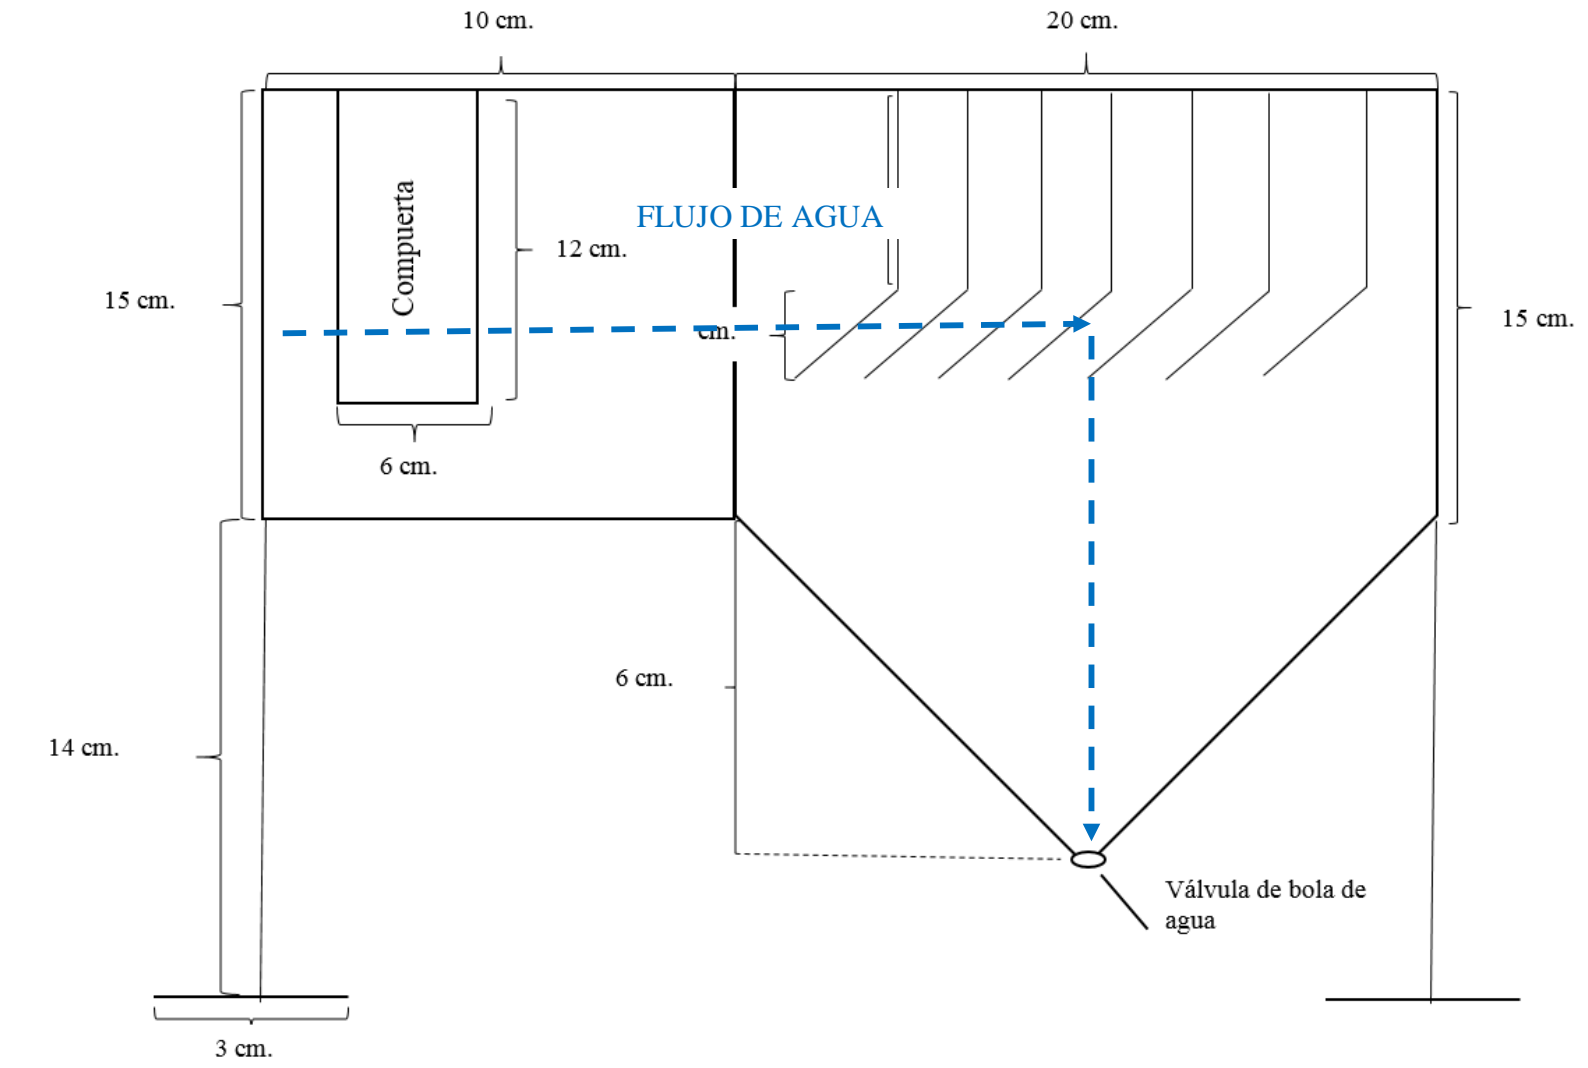 10 cm.
20 cm.
Compuerta
FLUJO DE AGUA
12 cm.
15 cm.
cm.
15 cm.
6 cm.
6 cm.
14 cm.
Válvula de bola de
agua
3 cm.